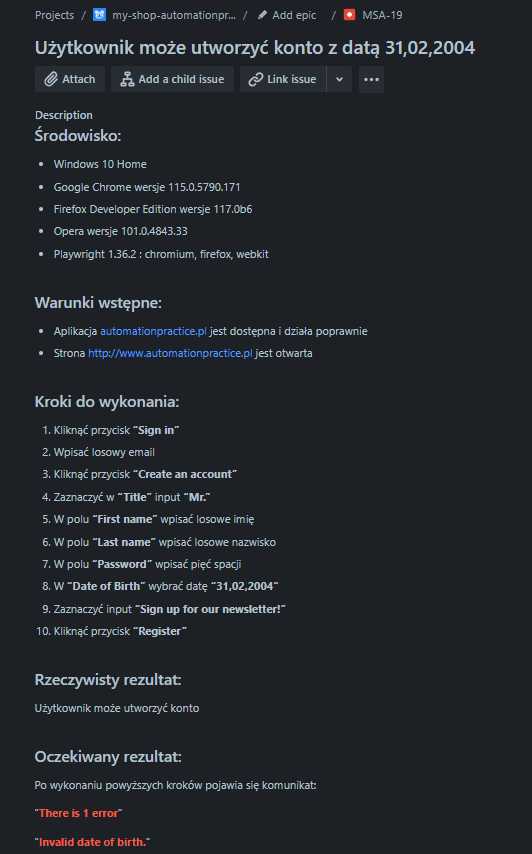 Projects / my-shop-automationpr... / Add epic / MSA-19
Użytkownik może utworzyć konto z datą 31,02,2004
Attach Add a child issue Link issue
Description
Środowisko:
• Windows 10 Home
• Google Chrome wersje 115.0.5790.171
• Firefox Developer Edition wersje 117.0b6
• Opera wersje 101.0.4843.33
• Playwright 1.36.2 : chromium, firefox, webkit
Warunki wstępne:
• Aplikacja automationpractice.pl jest dostępna i działa poprawnie
• Strona http://www.automationpractice.pl jest otwarta
Kroki do wykonania:
1. Kliknąć przycisk “Sign in”
2. Wpisać losowy email
3. Kliknąć przycisk “Create an account”
4. Zaznaczyć w “Title” input “Mr.”
5. W polu “First name” wpisać losowe imię
6. W polu “Last name” wpisać losowe nazwisko
7. W polu “Password” wpisać pięć spacji
8. W “Date of Birth” wybrać datę “31,02,2004”
9. Zaznaczyć input “Sign up for our newsletter!”
10. Kliknąć przycisk “Register”
Rzeczywisty rezultat:
Użytkownik może utworzyć konto
Oczekiwany rezultat:
Po wykonaniu powyższych kroków pojawia się komunikat:
"There is 1 error"
"Invalid date of birth."